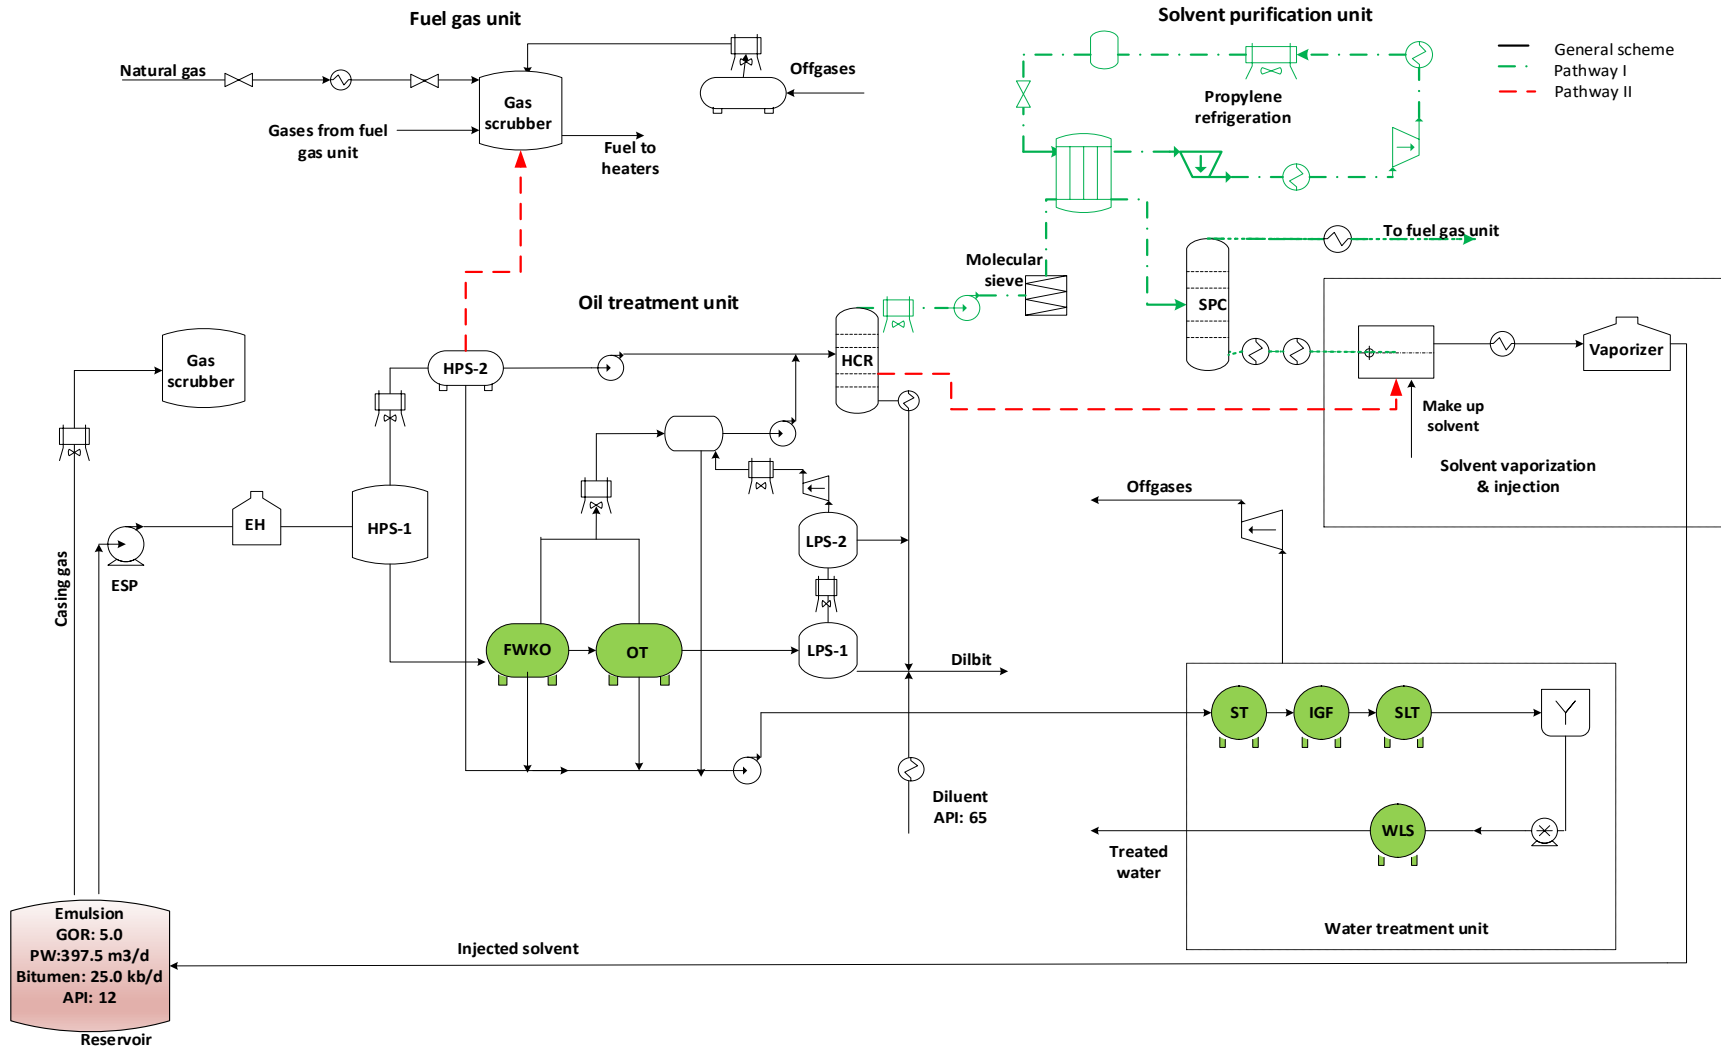 Fuel gas unit
Solvent purification unit
General scheme
Pathway I
Pathway II
Natural gas
Offgases
Gas
scrubber
Gases from fuel
gas unit
Fuel to
heaters
Propylene
refrigeration
To fuel gas unit
Molecular
sieve
SPC
Oil treatment unit
Gas
scrubber
HPS-2
HCR
Vaporizer
Make up
solvent
Solvent vaporization
& injection
Offgases
EH
HPS-1
ESP
Casing gas
LPS-2
FWKO
OT
LPS-1
Dilbit
ST
IGF
SLT
Diluent
API: 65
WLS
Treated
water
Water treatment unit
Emulsion
GOR: 5.0
PW:397.5 m3/d
Bitumen: 25.0 kb/d
API: 12
Injected solvent
Reservoir